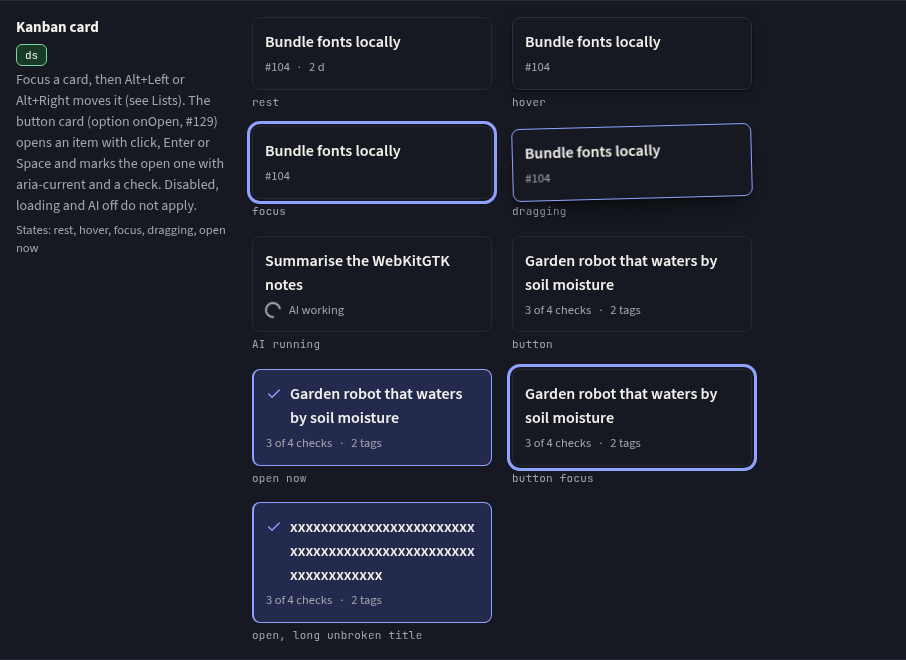 Kanban card
ds
Focus a card, then Alt+Left or
Alt+Right moves it (see Lists). The
button card (option onOpen, #129)
opens an item with click, Enter or
Space and marks the open one with
aria-current and a check. Disabled,
loading and AI off do not apply.
States: rest, hover, focus, dragging, open
now
Bundle fonts locally
#104 · 2 d
rest
Bundle fonts locally
#104
hover
Bundle fonts locally
#104
focus
Bundle fonts locally
#104
dragging
Summarise the WebKitGTK
notes
AI working
AI running
Garden robot that waters by
soil moisture
3 of 4 checks · 2 tags
button
Garden robot that waters
by soil moisture
3 of 4 checks · 2 tags
open now
Garden robot that waters by
soil moisture
3 of 4 checks · 2 tags
button focus
xxxxxxxxxxxxxxxxxxxxxxxx
xxxxxxxxxxxxxxxxxxxxxxxx
xxxxxxxxxxxx
3 of 4 checks · 2 tags
open, long unbroken title